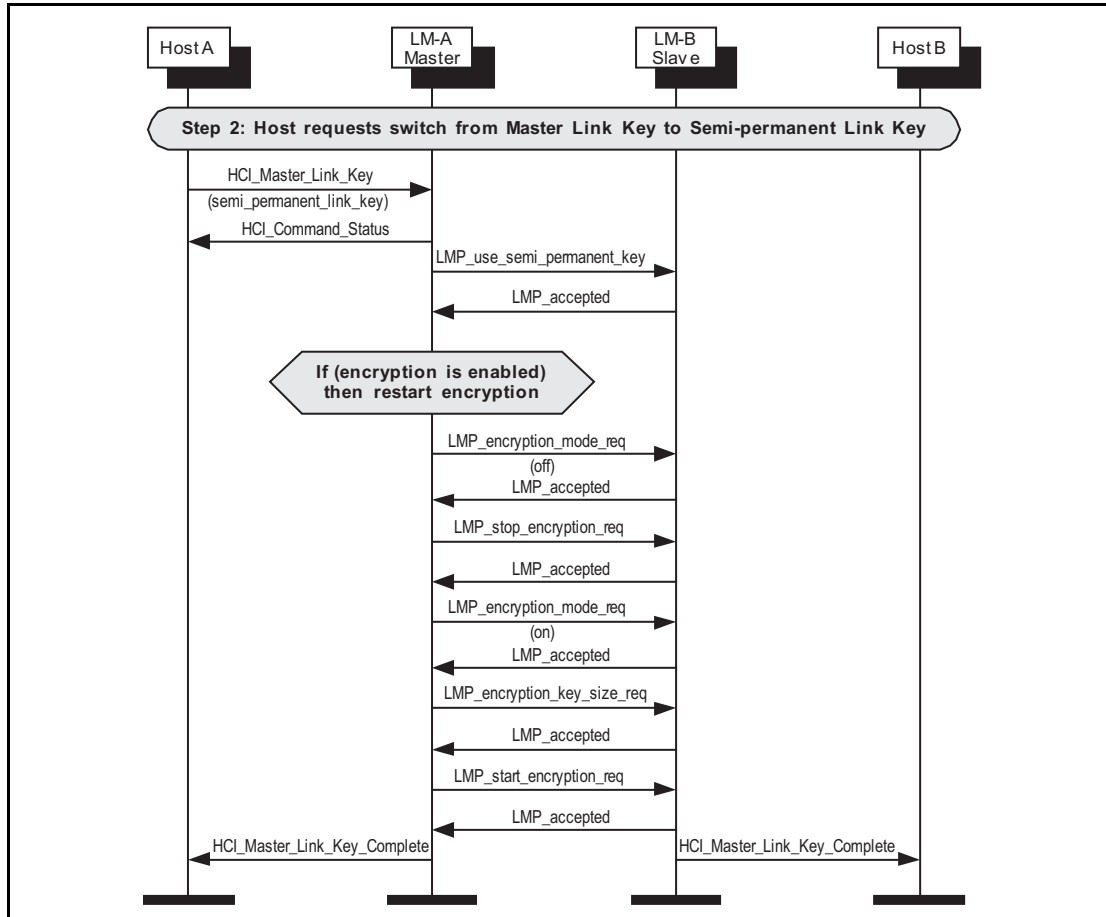 Host A
LM-A
Master
LM-B
Slave
Host B
Step 2: Host requests switch from Master Link Key to Semi-permanent Link Key
HCI_Master_Link_Key
(semi_permanent_link_key)
HCI_Command_Status
LMP_use_semi_permanent_key
LMP_accepted
If (encryption is enabled)
then restart encryption
LMP_encryption_mode_req
(off)
LMP_accepted
LMP_stop_encryption_req
LMP_accepted
LMP_encryption_mode_req
(on)
LMP_accepted
LMP_encryption_key_size_req
LMP_accepted
LMP_start_encryption_req
LMP_accepted
HCI_Master_Link_Key_Complete
HCI_Master_Link_Key_Complete